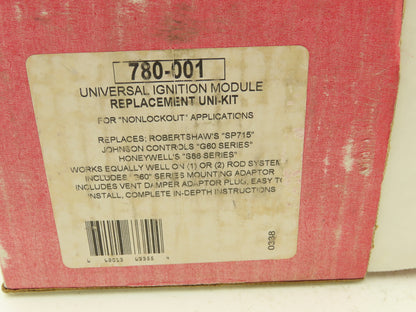 780-001
UNIVERSAL IGNITION MODULE
REPLACEMENT UNI-KIT
FOR "NONLOCKOUT" APPLICATIONS
REPLACES: ROBERTSHAW'S "SP715"
JOHNSON CONTROLS "G60 SERIES"
HONEYWELL'S "S86 SERIES"
WORKS EQUALLY WELL ON (1) OR (2) ROD SYSTEM
INCLUDES "G60" SERIES MOUNTING ADAPTOR
INCLUDES VENT DAMPER ADAPTOR PLUG, EASY TO
INSTALL, COMPLETE IN-DEPTH INSTRUCTIONS
0398